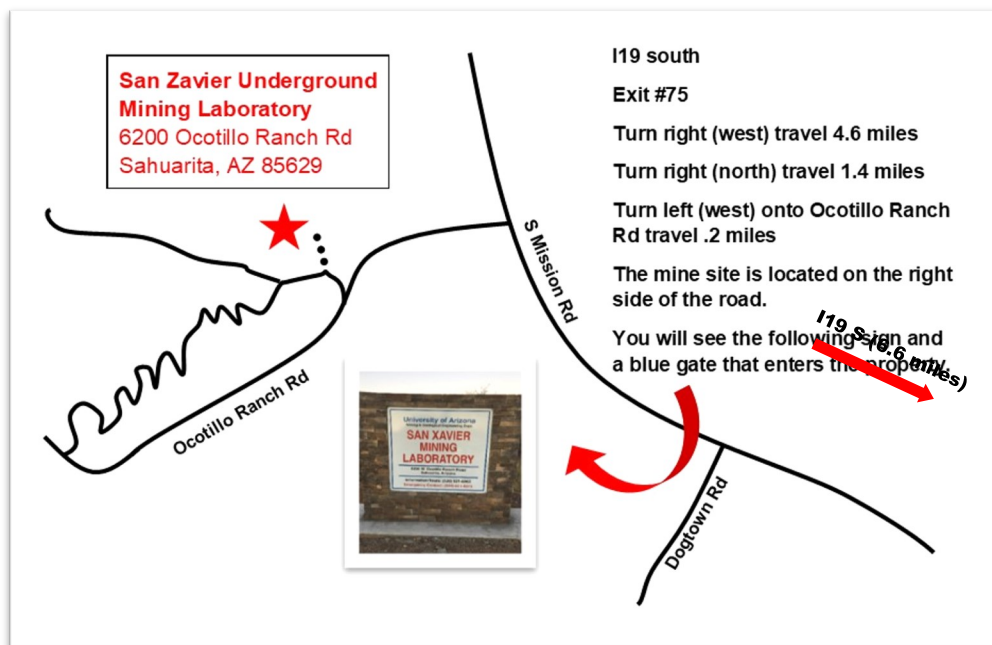 San Zavier Underground
Mining Laboratory
6200 Ocotillo Ranch Rd
Sahuarita, AZ 85629
I19 south
Exit #75
Turn right (west) travel 4.6 miles
Turn right (north) travel 1.4 miles
Turn left (west) onto Ocotillo Ranch
Rd travel .2 miles
The mine site is located on the right
side of the road.
You will see the following sign and
a blue gate that enters the property.
I19 S (6.6 miles)
S Mission Rd
Ocotillo Ranch Rd
Dogtown Rd
University of Arizona
SAN XAVIER
MINING
LABORATORY